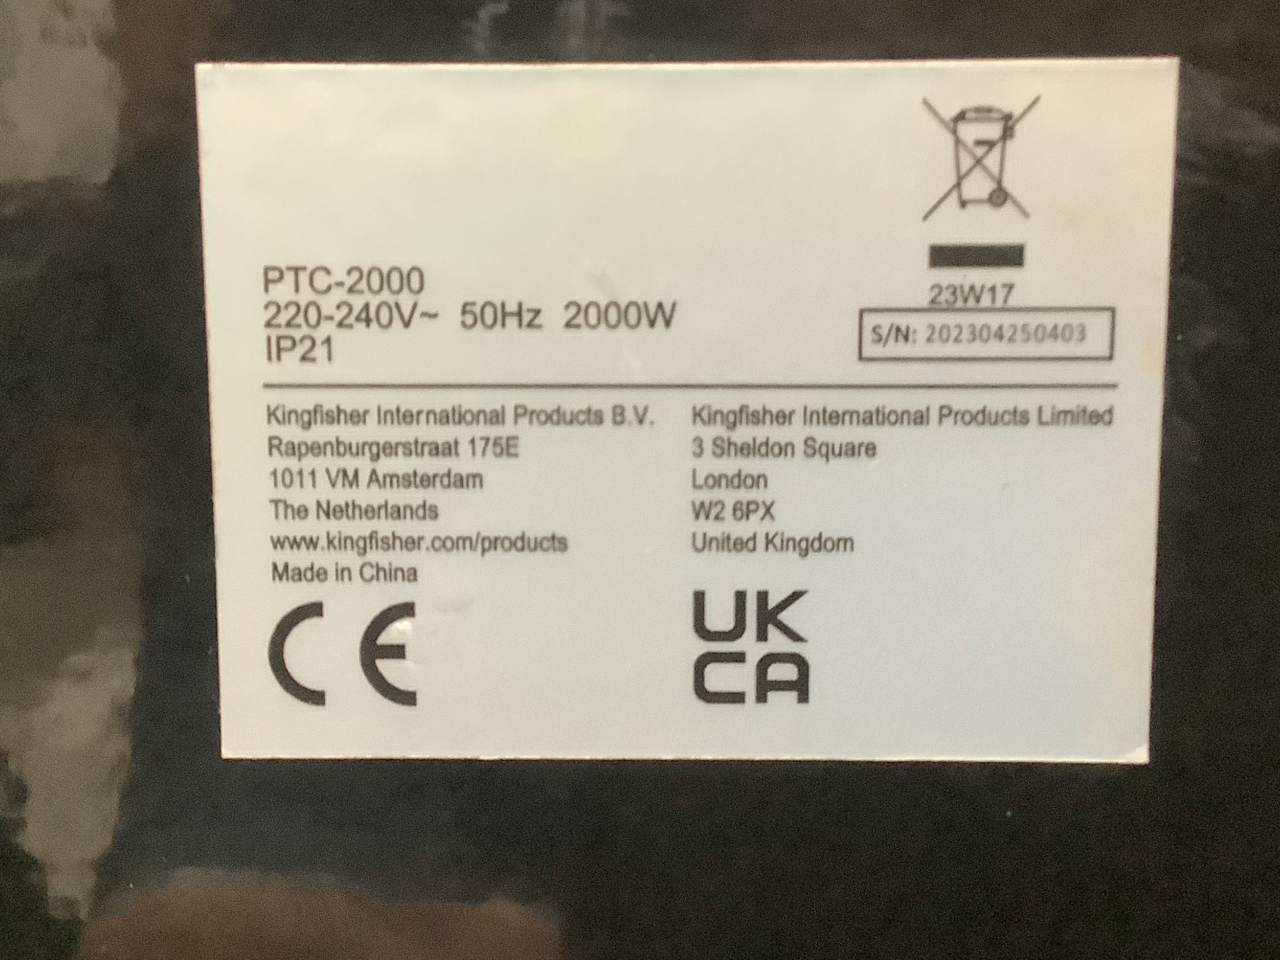 PTC-2000
220-240V~ 50Hz 2000W
IP21
23W17
S/N: 202304250403
Kingfisher International Products B.V.
Rapenburgerstraat 175E
1011 VM Amsterdam
The Netherlands
www.kingfisher.com/products
Made in China
CE
Kingfisher International Products Limited
3 Sheldon Square
London
W2 6PX
United Kingdom
UK
CA